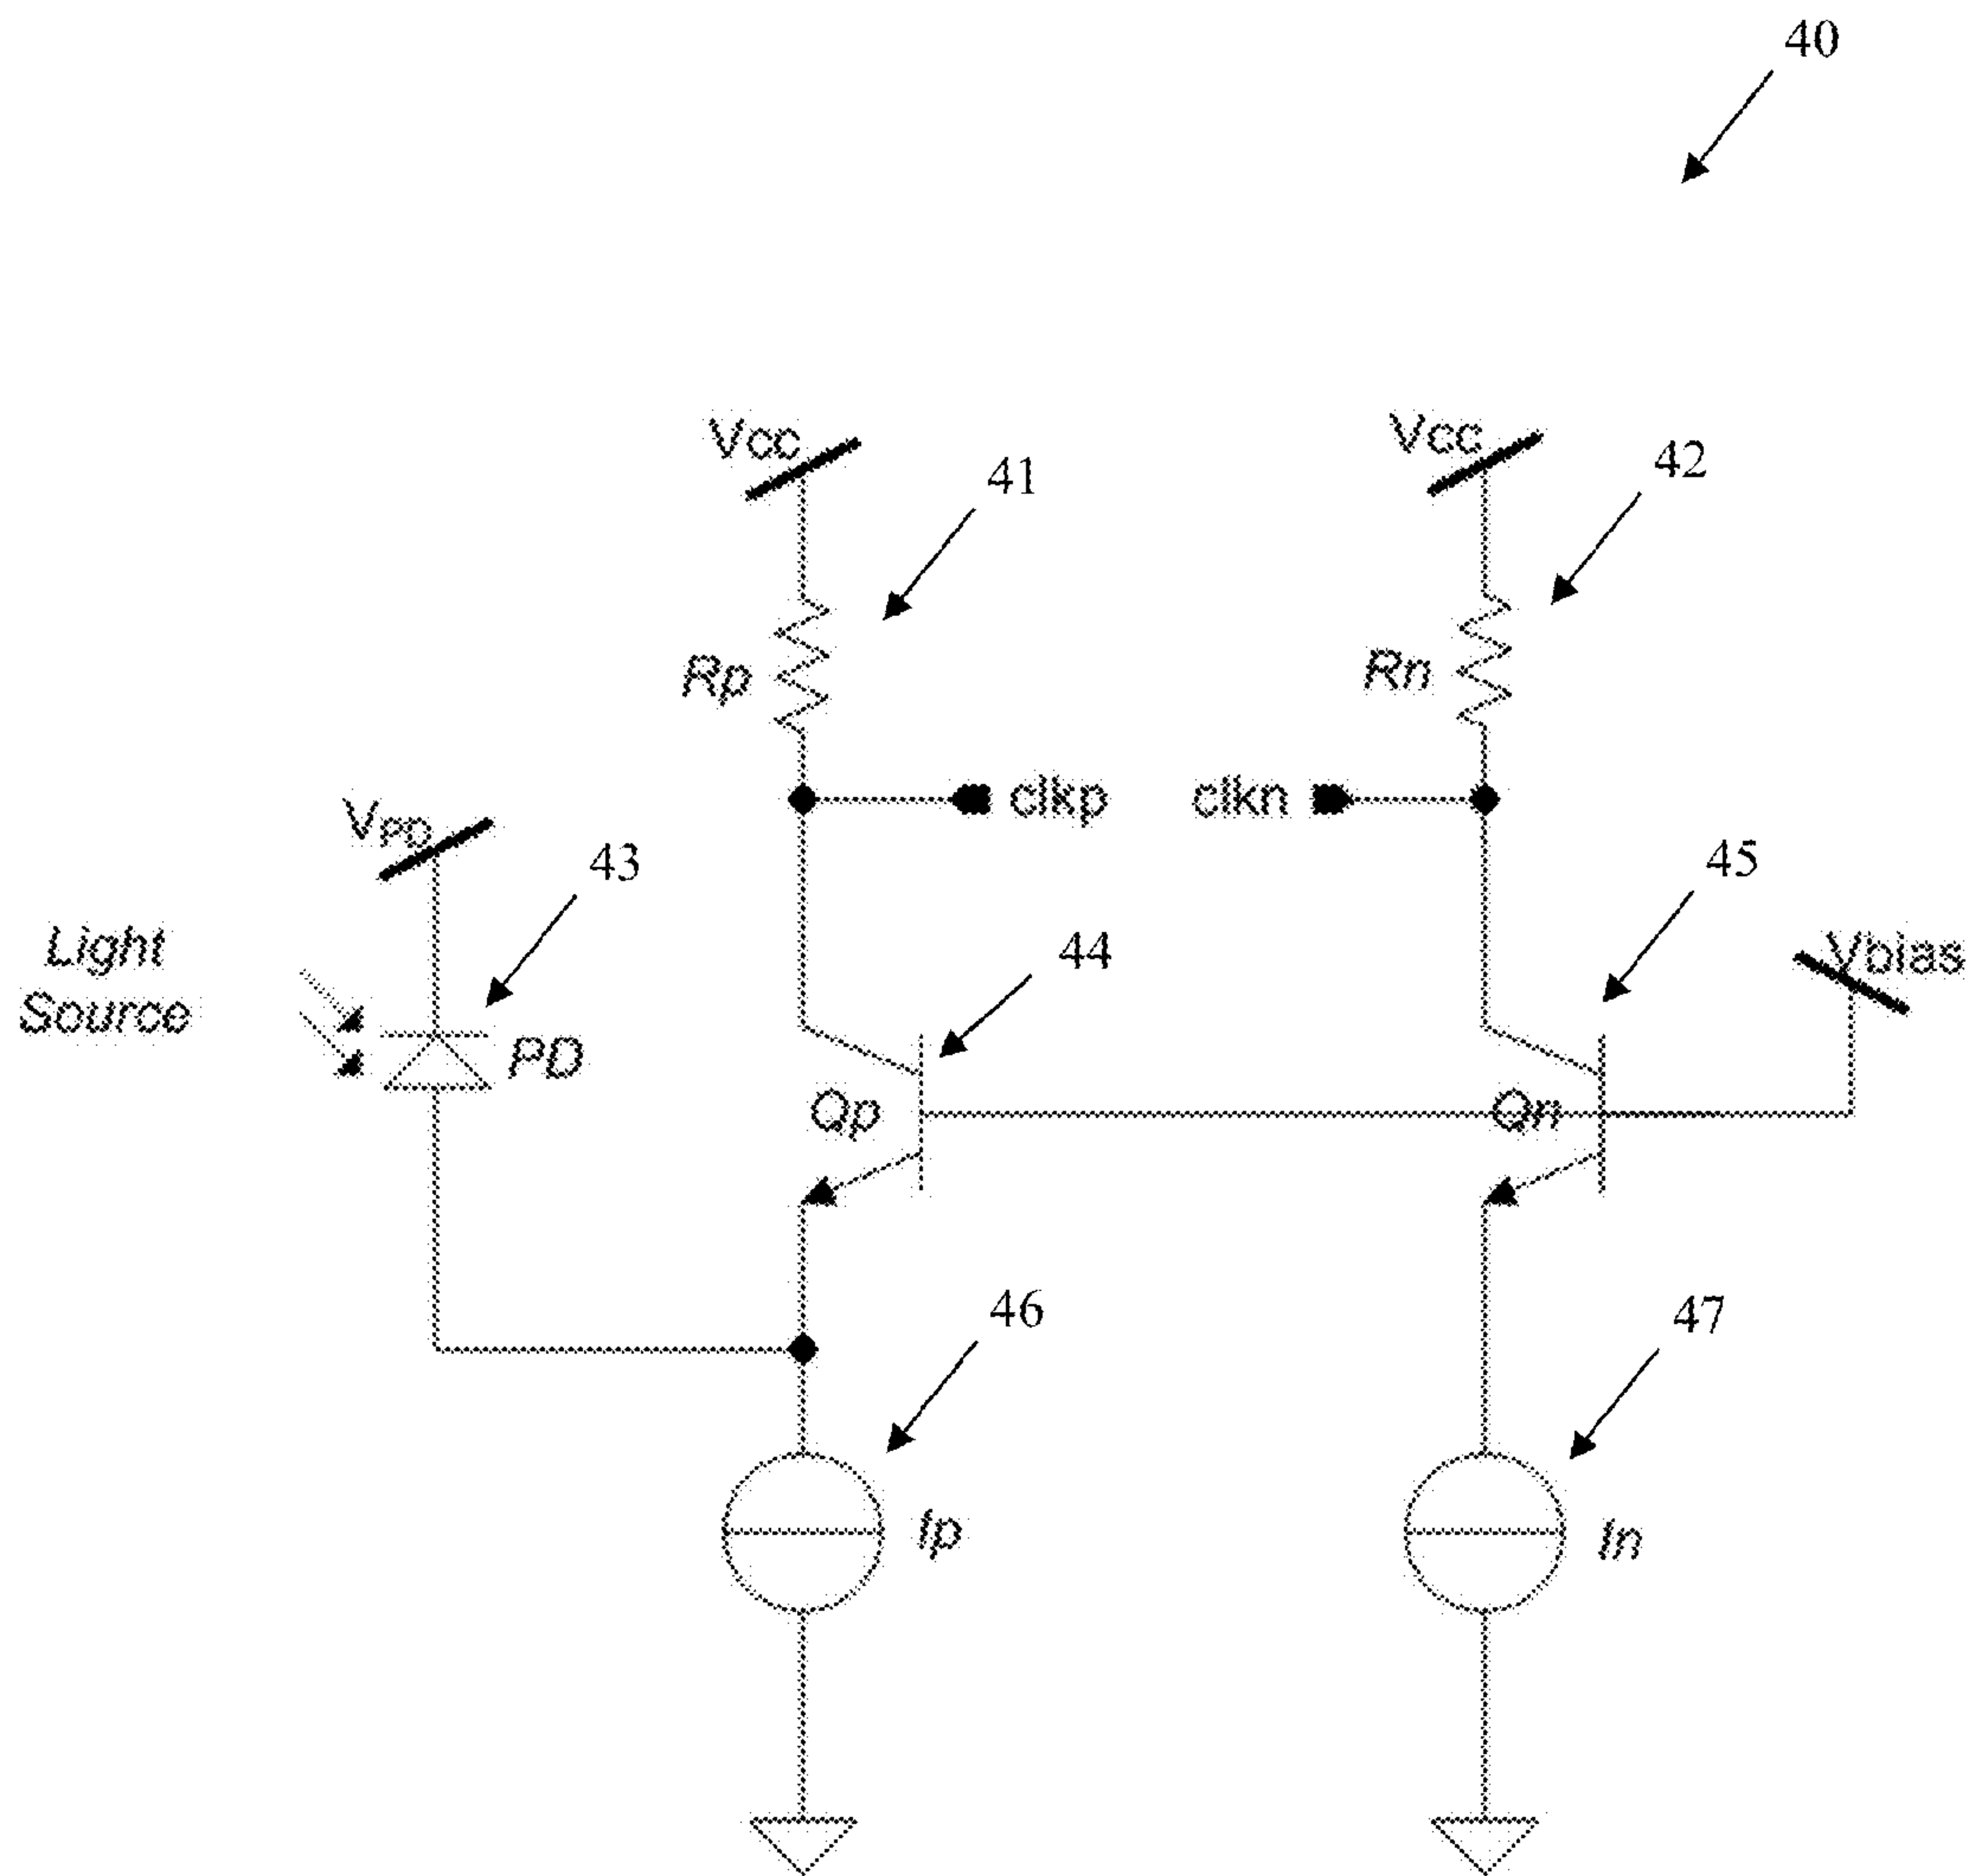 40
Vcc
41
Vcc
42
Rp
Rn
VPD
43
clkp
clkn
45
Light
Source
44
Vbias
PD
Qp
Qn
46
47
Ip
In